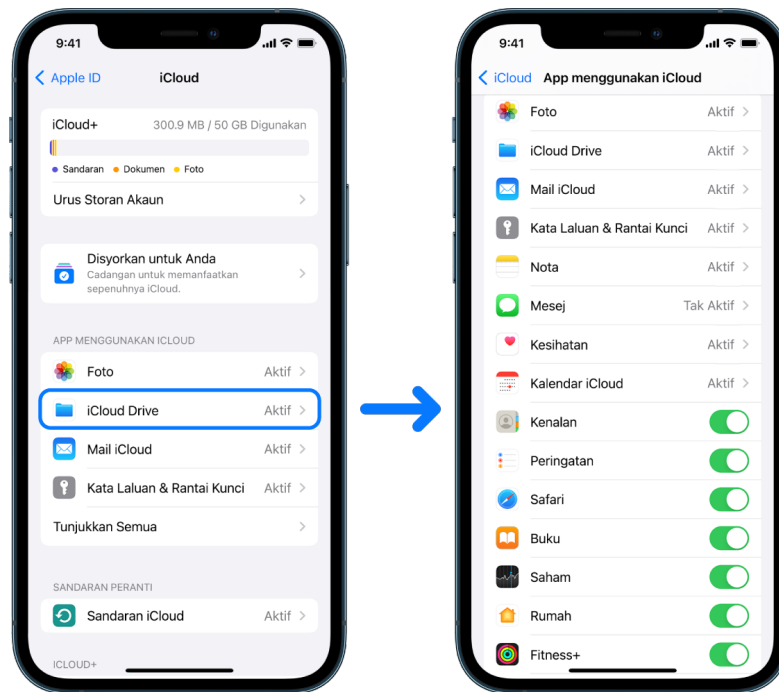 9:41
Apple ID
iCloud
iCloud+ 300.9 MB / 50 GB Digunakan
Sandaran Dokumen Foto
Urus Storan Akaun
Disyorkan untuk Anda
Cadangan untuk memanfaatkan
sepenuhnya iCloud.
APP MENGGUNAKAN ICLOUD
Foto Aktif
iCloud Drive Aktif
Mail iCloud Aktif
Kata Laluan & Rantai Kunci Aktif
Tunjukkan Semua
SANDARAN PERANTI
Sandaran iCloud Aktif
ICLOUD+
9:41
iCloud App menggunakan iCloud
Foto Aktif
iCloud Drive Aktif
Mail iCloud Aktif
Kata Laluan & Rantai Kunci Aktif
Nota Aktif
Mesej Tak Aktif
Kesihatan Aktif
Kalendar iCloud Aktif
Kenalan
Peringatan
Safari
Buku
Saham
Rumah
Fitness+